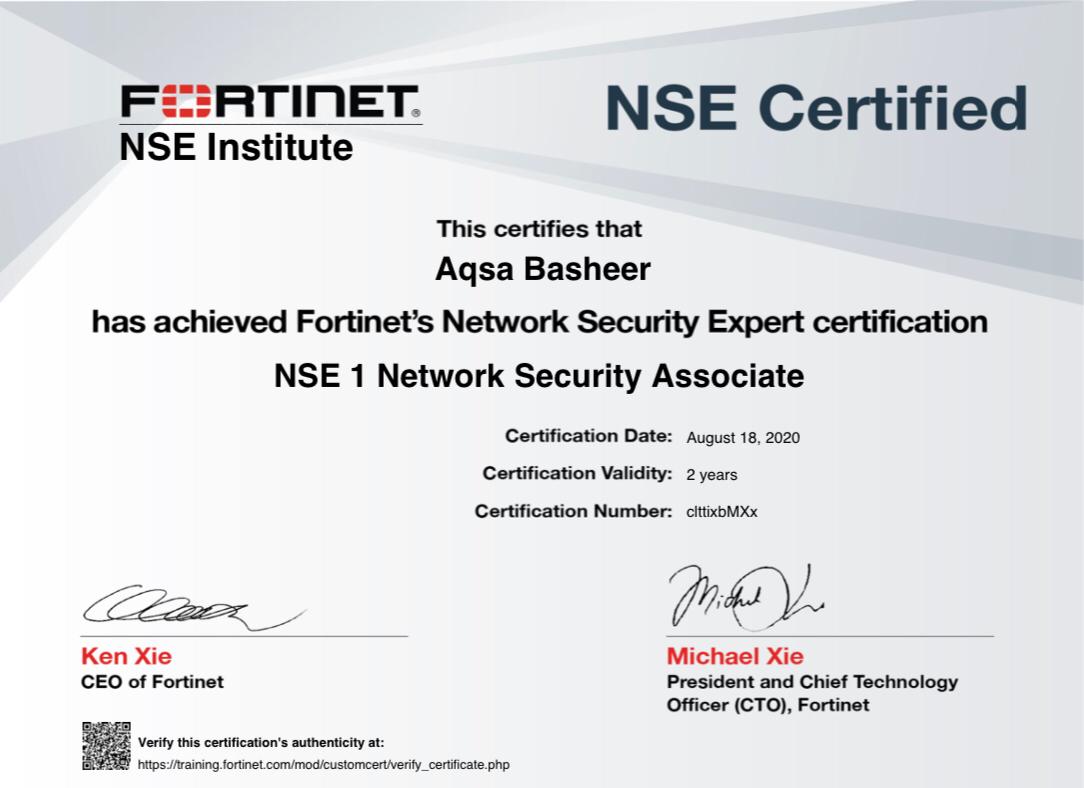 FORTINET®
NSE Institute
NSE Certified
This certifies that
Aqsa Basheer
has achieved Fortinet’s Network Security Expert certification
NSE 1 Network Security Associate
Certification Date: August 18, 2020
Certification Validity: 2 years
Certification Number: clttixbMXx
Ken Xie
CEO of Fortinet
Michael Xie
President and Chief Technology
Officer (CTO), Fortinet
Verify this certification's authenticity at:
https://training.fortinet.com/mod/customcert/verify_certificate.php